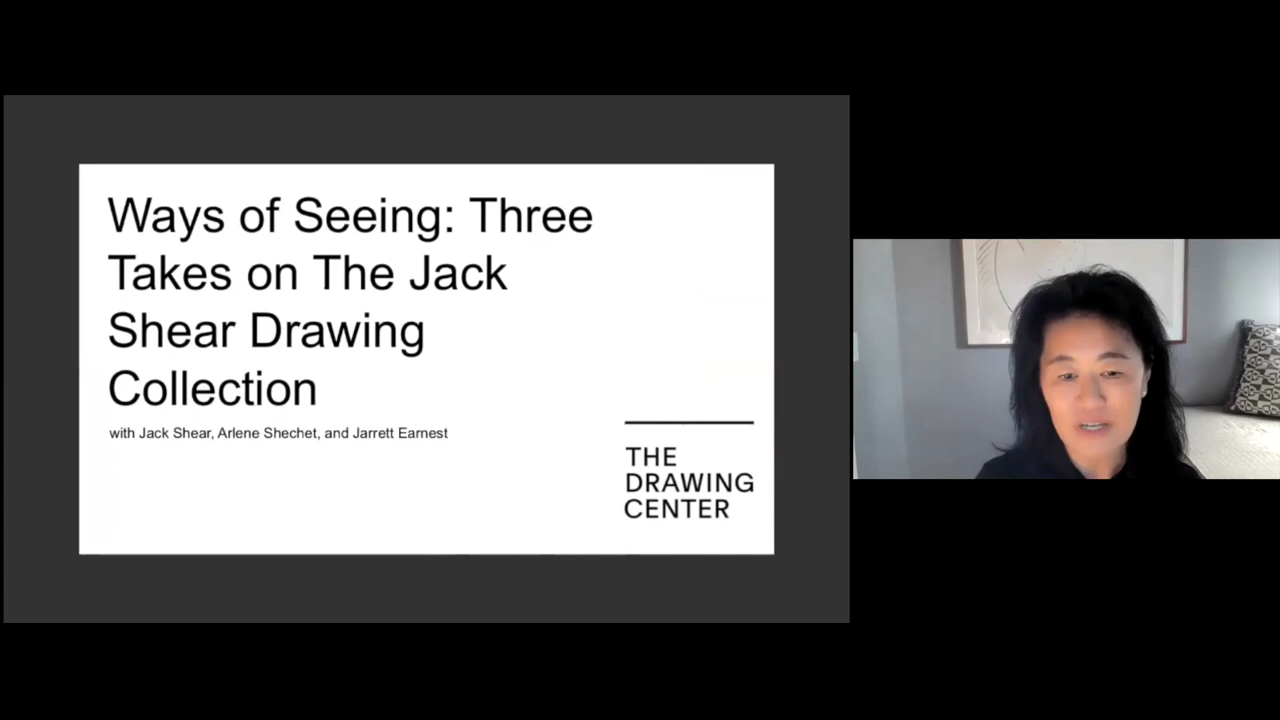 Ways of Seeing: Three
Takes on The Jack
Shear Drawing
Collection
with Jack Shear, Arlene Shechet, and Jarrett Earnest
THE
DRAWING
CENTER